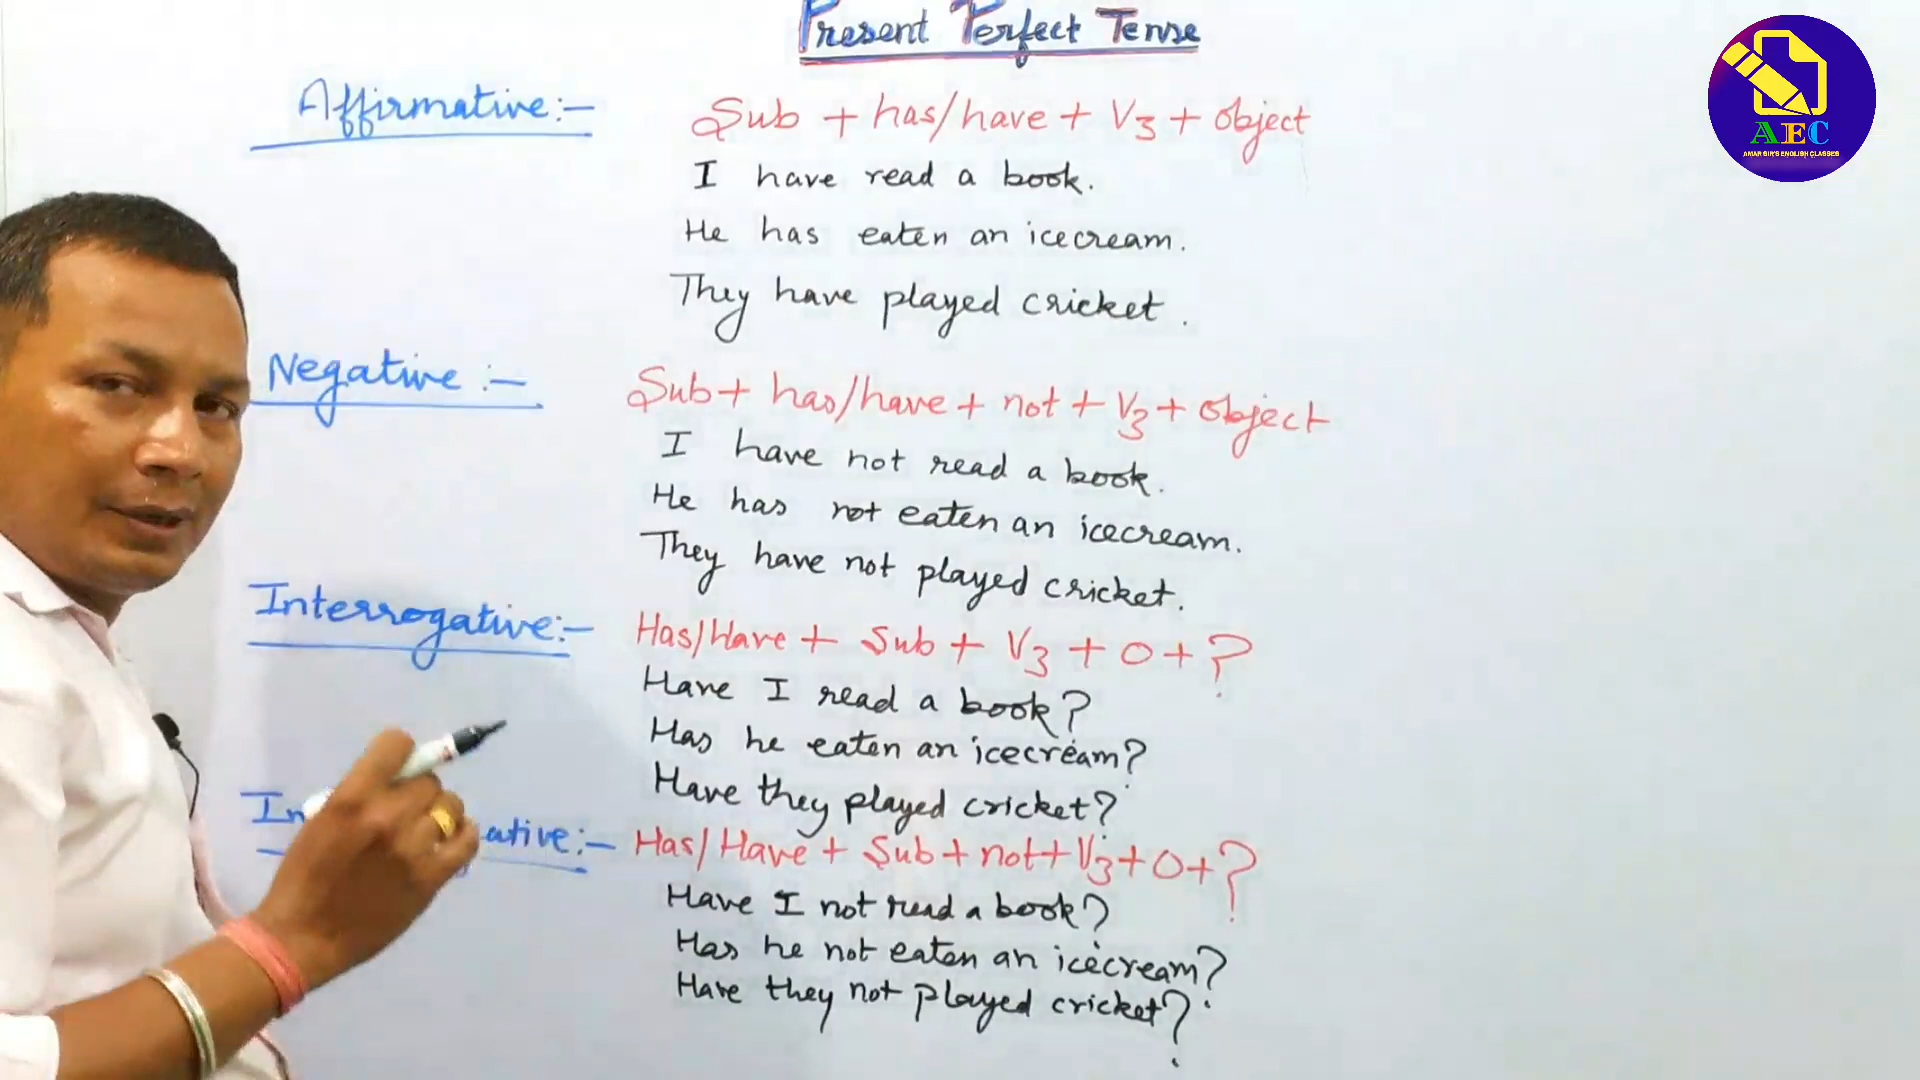 Present Perfect Tense
AEC
AMAR SIR'S ENGLISH CLASSES
Affirmative:- Sub + has/have + V3 + object
I have read a book.
He has eaten an icecream.
They have played cricket.
Negative :- Sub + has/have + not + V3 + object
I have not read a book.
He has not eaten an icecream.
They have not played cricket.
Interrogative:- Has/Have + Sub + V3 + O + ?
Have I read a book?
Has he eaten an icecream?
Have they played cricket?
Has/Have + Sub + not + V3 + O + ?
Have I not read a book?
Has he not eaten an icecream?
Have they not played cricket?